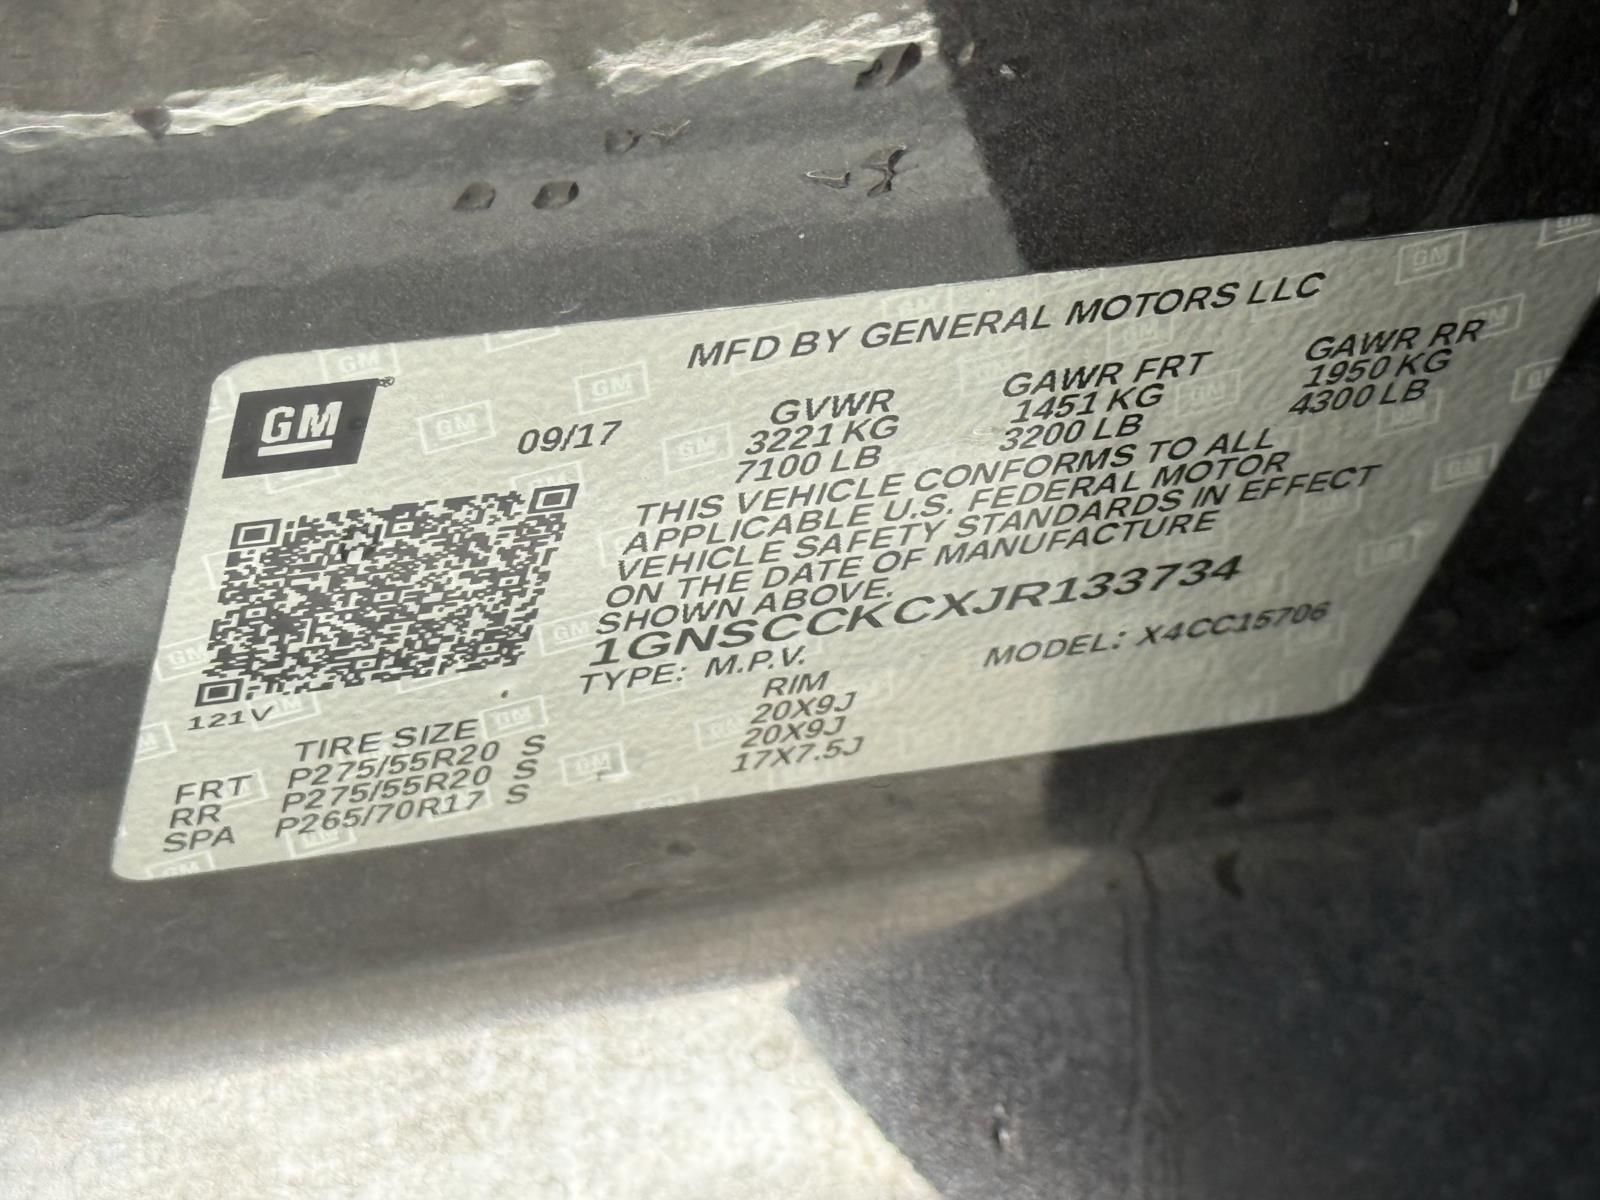 MFD BY GENERAL MOTORS LLC
GM®
09/17
GVWR GAWR FRT GAWR RR
3221 KG 1451 KG 1950 KG
7100 LB 3200 LB 4300 LB
THIS VEHICLE CONFORMS TO ALL
APPLICABLE U.S. FEDERAL MOTOR
VEHICLE SAFETY STANDARDS IN EFFECT
ON THE DATE OF MANUFACTURE
SHOWN ABOVE.
1GNSCCKCXJR133734
TYPE: M.P.V. MODEL: X4CC15706
121V
TIRE SIZE RIM
FRT P275/55R20 S 20X9J
RR P275/55R20 S 20X9J
SPA P265/70R17 S 17X7.5J